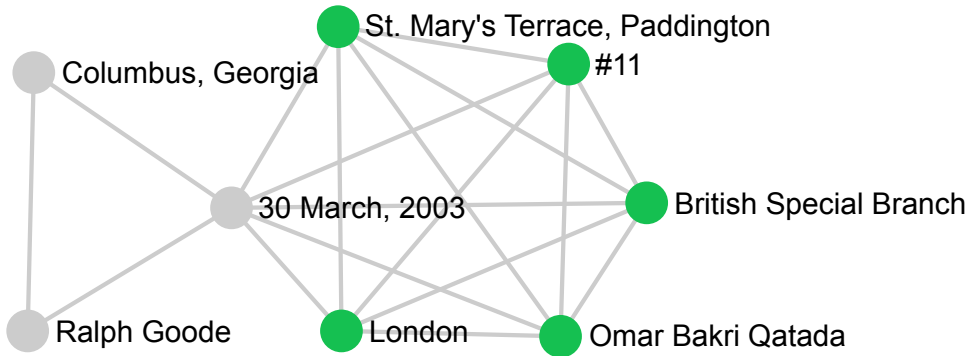 St. Mary's Terrace, Paddington
Columbus, Georgia
#11
30 March, 2003
British Special Branch
Ralph Goode
London
Omar Bakri Qatada